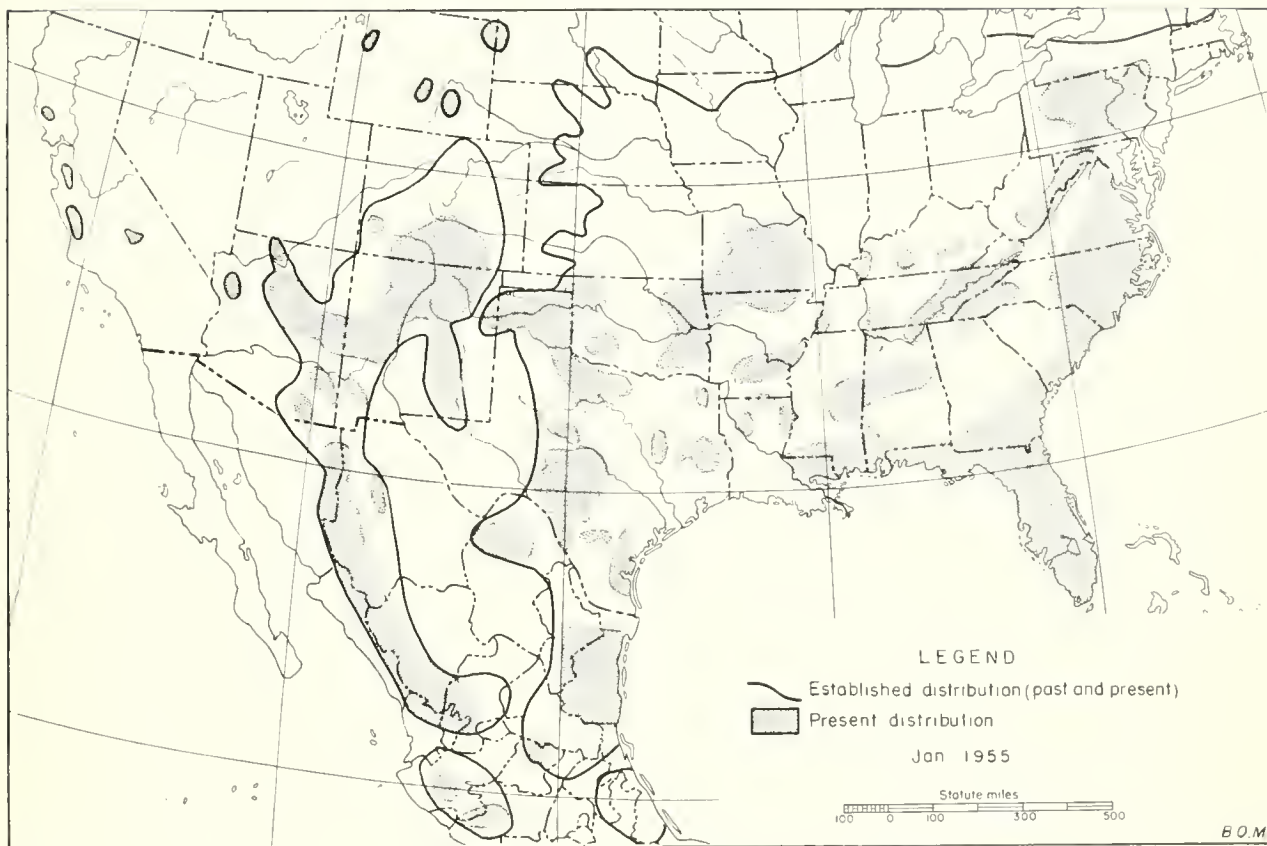 LEGEND
Established distribution (past and present)
Present distribution
Jan 1955
Statute miles
100 0 100 300 500
B.O.M